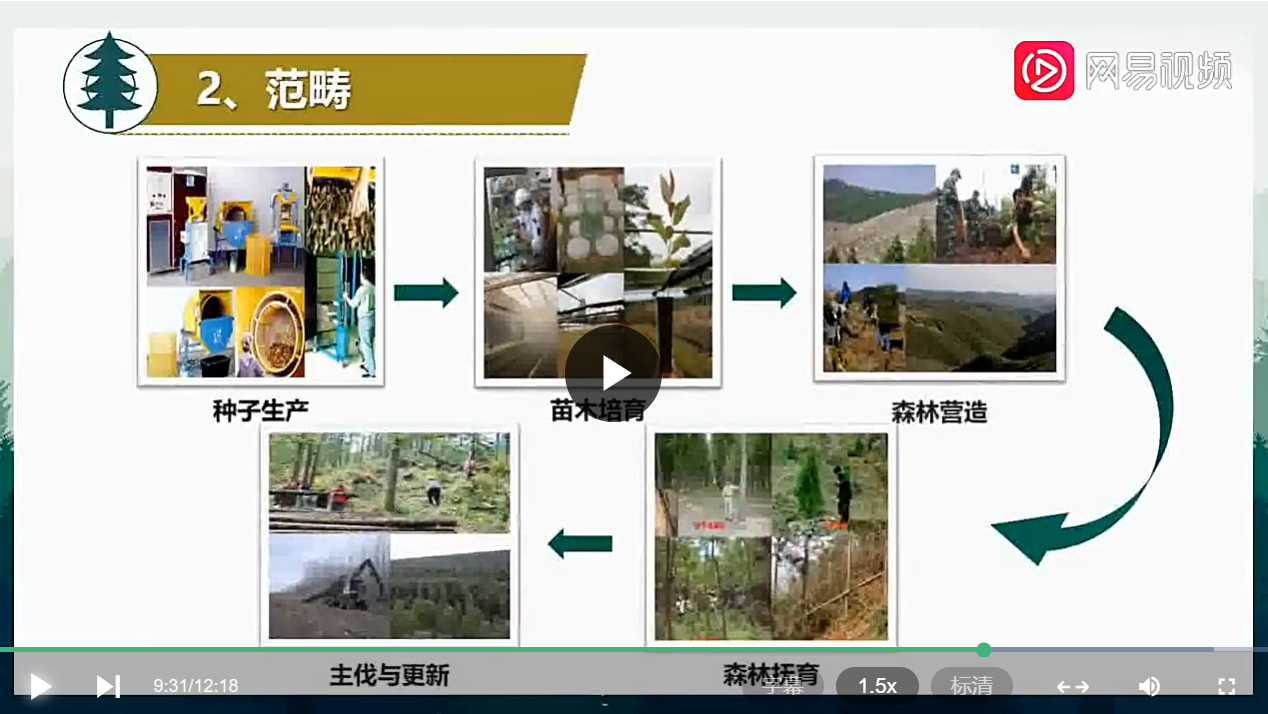 2、范畴
网易视频
种子生产
苗木培育
森林营造
主伐与更新
森林抚育
9:31/12:18
字幕
1.5x
标清